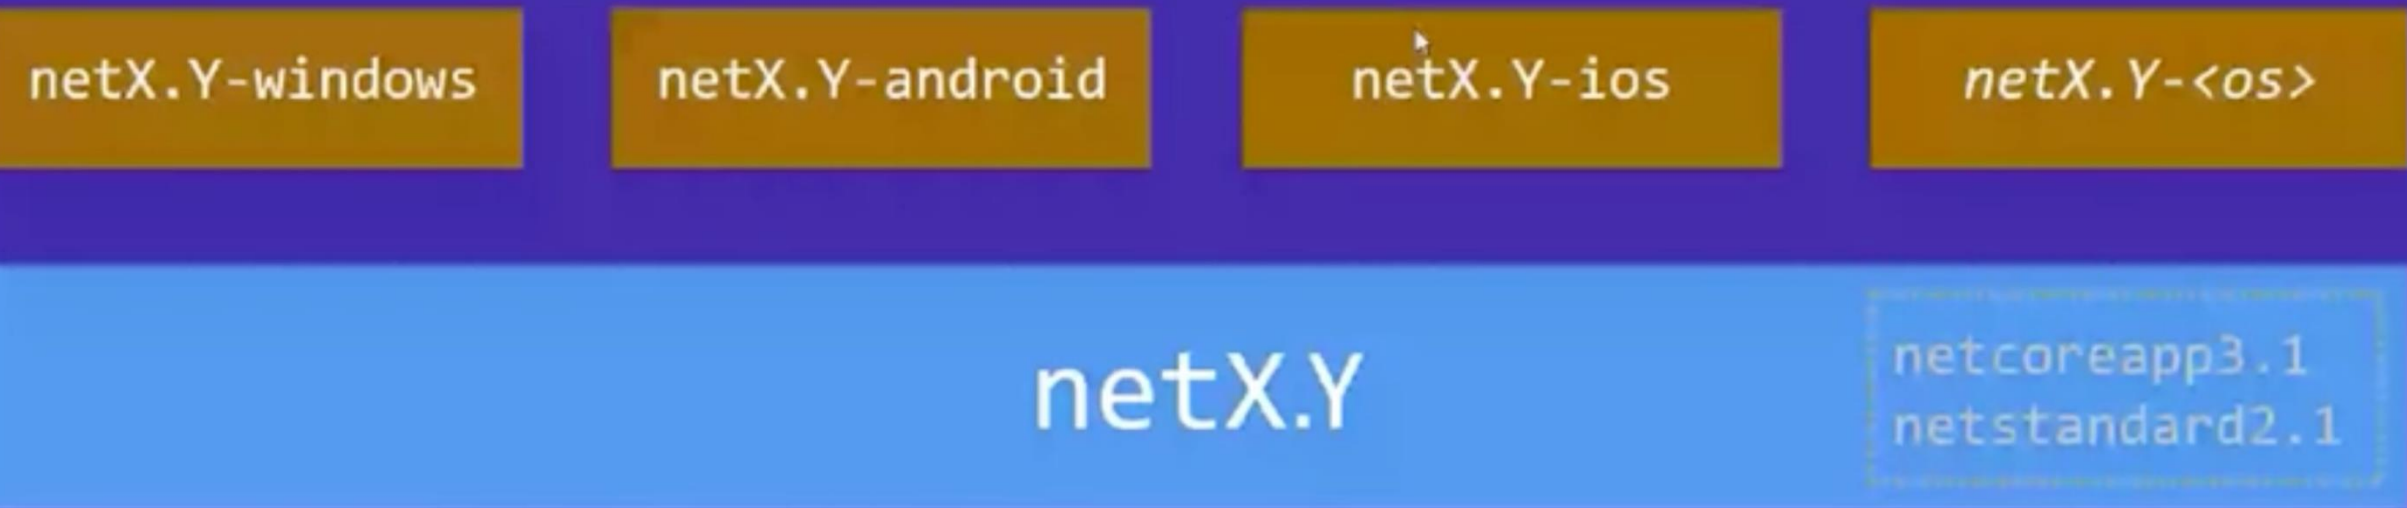 netX.Y-windows
netX.Y-android
netX.Y-ios
netX.Y-<os>
netX.Y
netcoreapp3.1
netstandard2.1